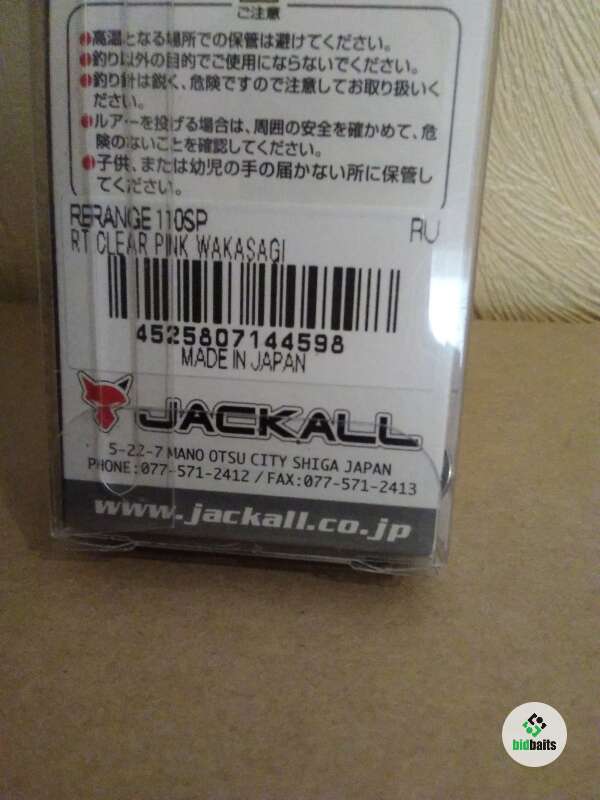 ご注意
●高温となる場所での保管は避けてください。
●釣り以外の目的でご使用にならないでください。
●釣り針は鋭く、危険ですので注意してお取り扱いく
ださい。
●ルアーを投げる場合は、周囲の安全を確かめて、危
険のないことを確認してください。
●子供、または幼児の手の届かない所に保管し
てください。
RERANGE 110SP RU
RT CLEAR PINK WAKASAGI
4525807144598
MADE IN JAPAN
JACKALL
5-22-7 MANO OTSU CITY SHIGA JAPAN
PHONE:077-571-2412 / FAX:077-571-2413
www.jackall.co.jp
bidbaits